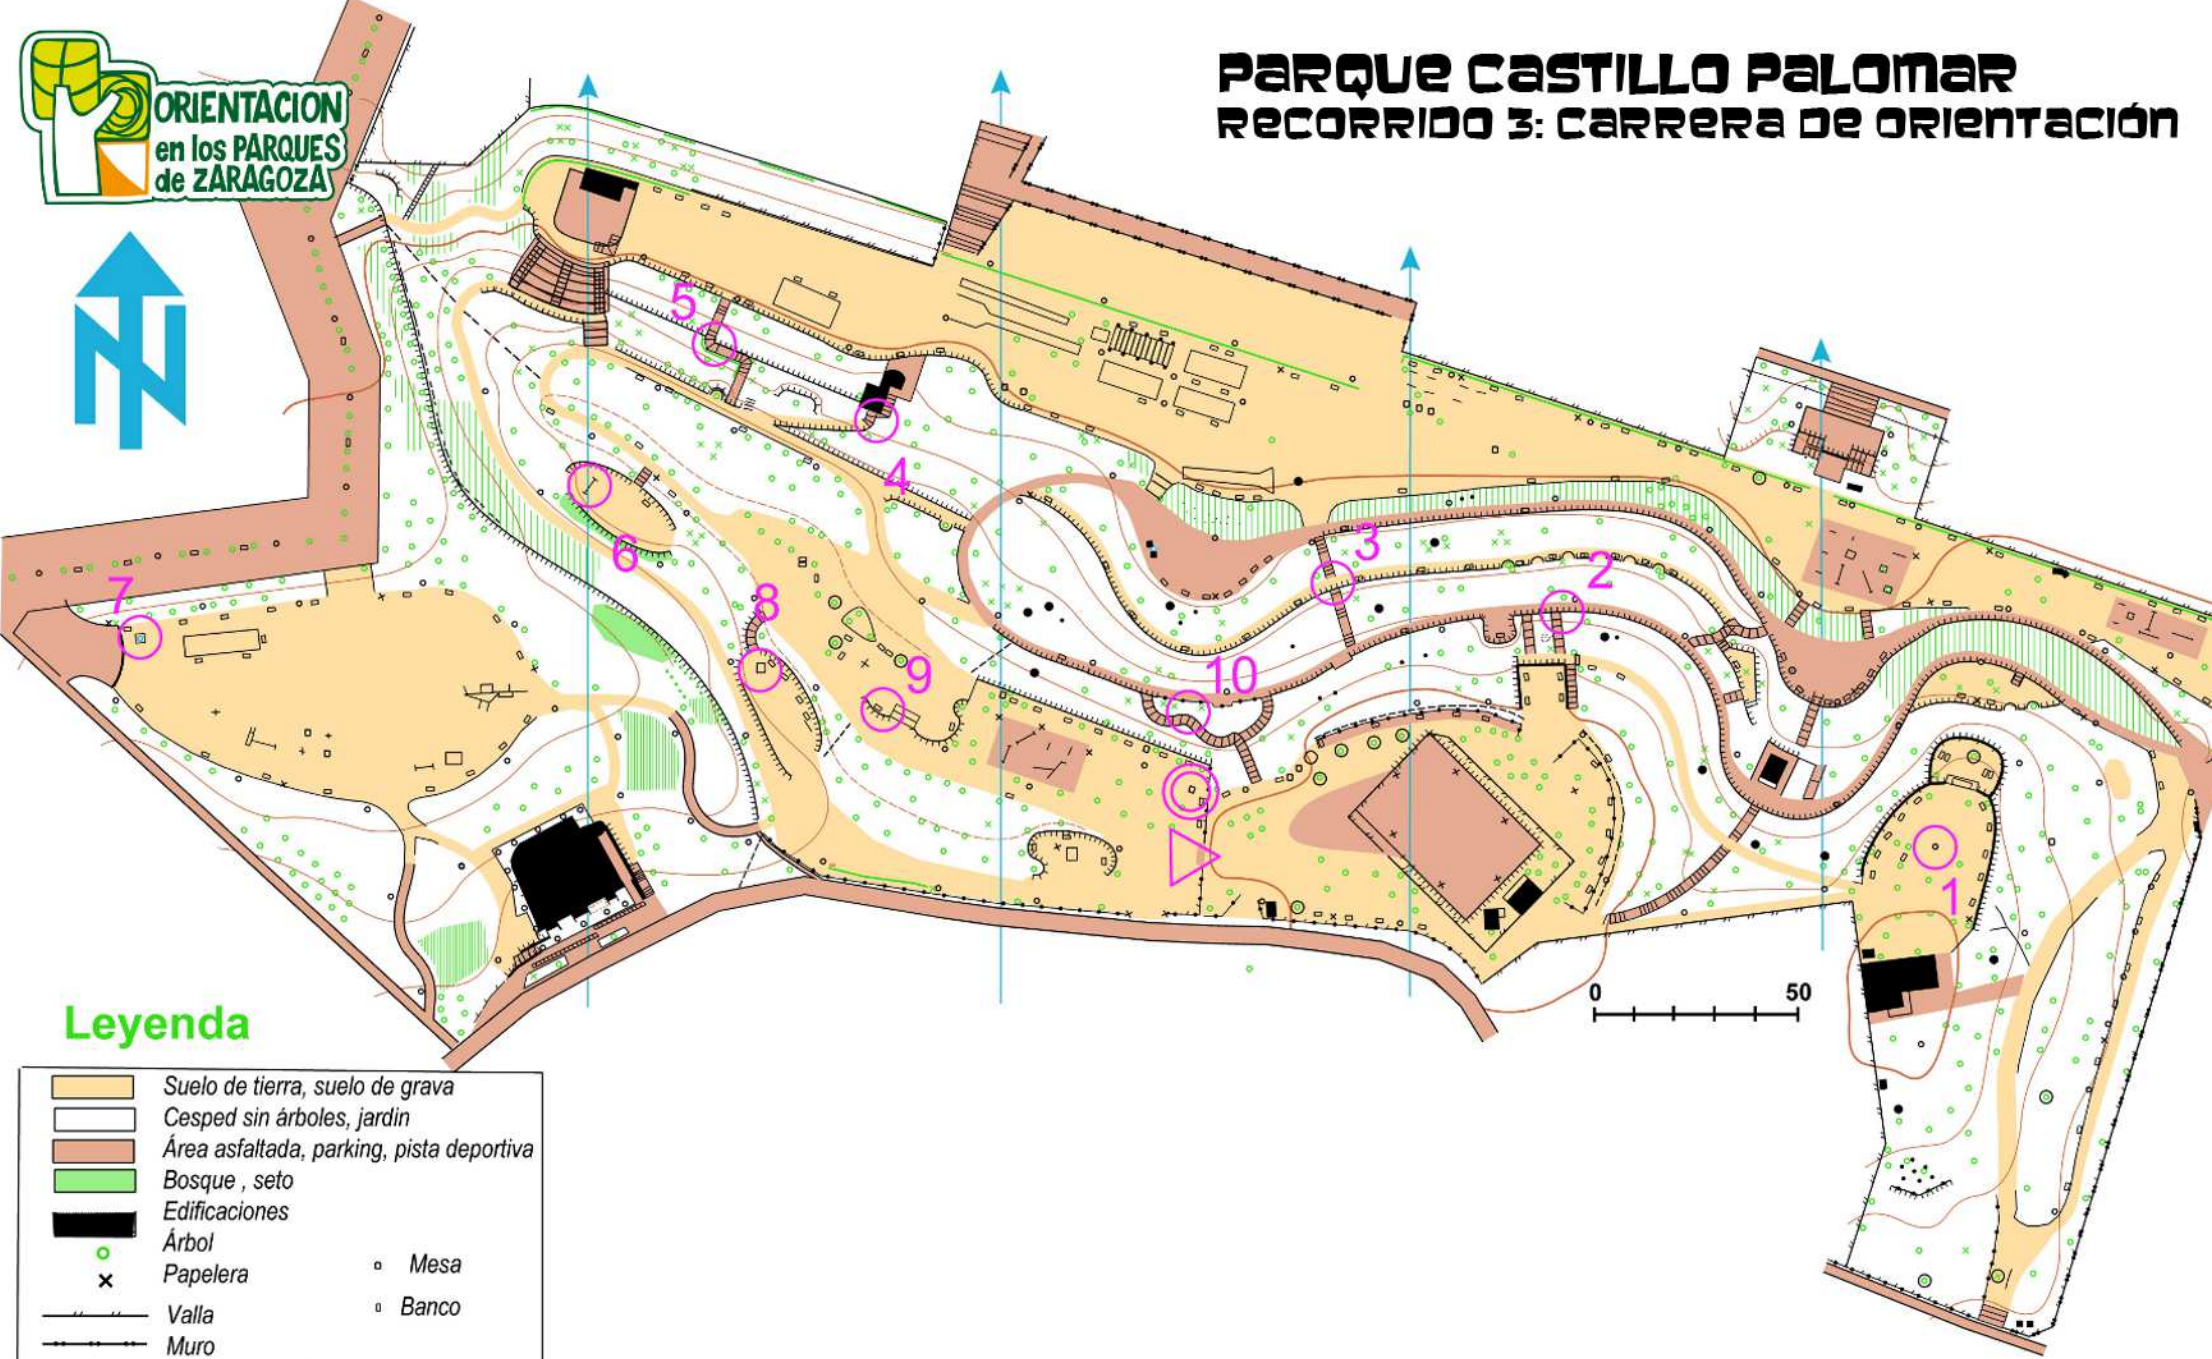 ORIENTACION
en los PARQUES
de ZARAGOZA
PARQUE CASTILLO PALOMAR
RECORRIDO 3: CARRERA DE ORIENTACIÓN
N
5
4
3
2
6
7
8
9
10
1
0 50
Leyenda
Suelo de tierra, suelo de grava
Cesped sin árboles, jardín
Área asfaltada, parking, pista deportiva
Bosque , seto
Edificaciones
Árbol
Papelera
Mesa
Banco
Valla
Muro